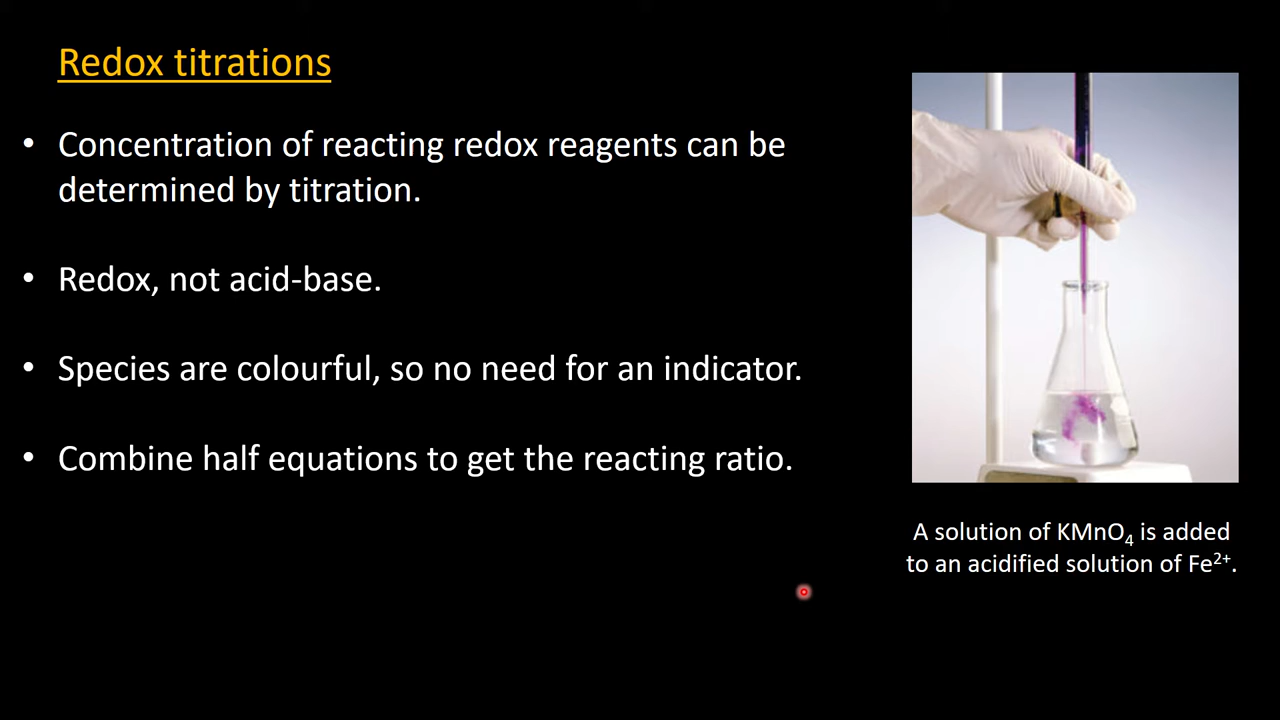 Redox titrations
• Concentration of reacting redox reagents can be
determined by titration.
• Redox, not acid-base.
• Species are colourful, so no need for an indicator.
• Combine half equations to get the reacting ratio.
A solution of KMnO₄ is added
to an acidified solution of Fe²⁺.